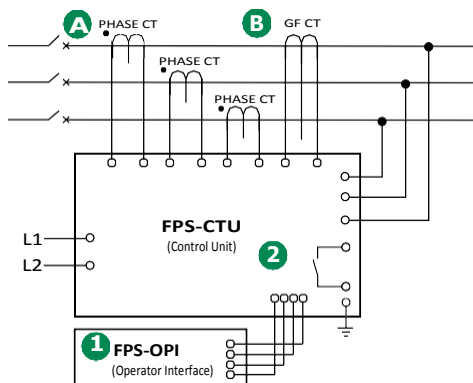 A PHASE CT B GF CT
PHASE CT
PHASE CT
FPS-CTU
(Control Unit)
L1
2
L2
1 FPS-OPI
(Operator Interface)